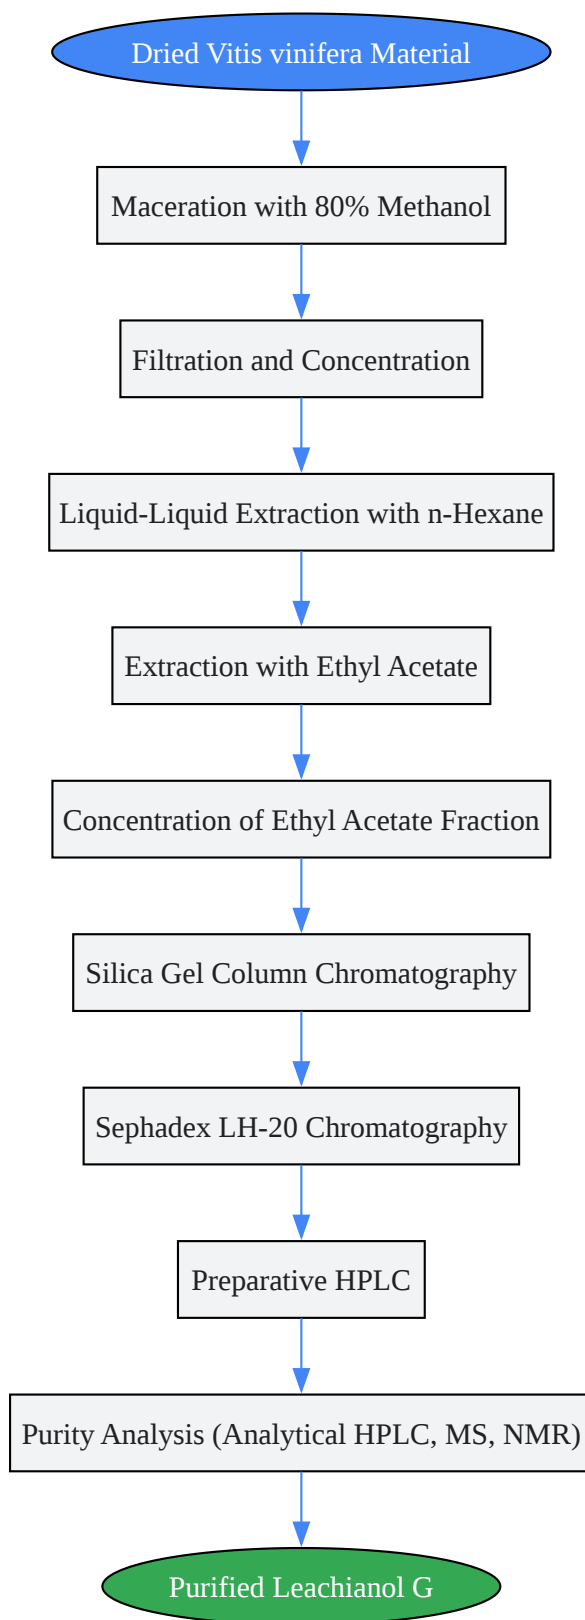 Dried Vitis vinifera Material
Maceration with 80% Methanol
Filtration and Concentration
Liquid-Liquid Extraction with n-Hexane
Extraction with Ethyl Acetate
Concentration of Ethyl Acetate Fraction
Silica Gel Column Chromatography
Sephadex LH-20 Chromatography
Preparative HPLC
Purity Analysis (Analytical HPLC, MS, NMR)
Purified Leachianol G